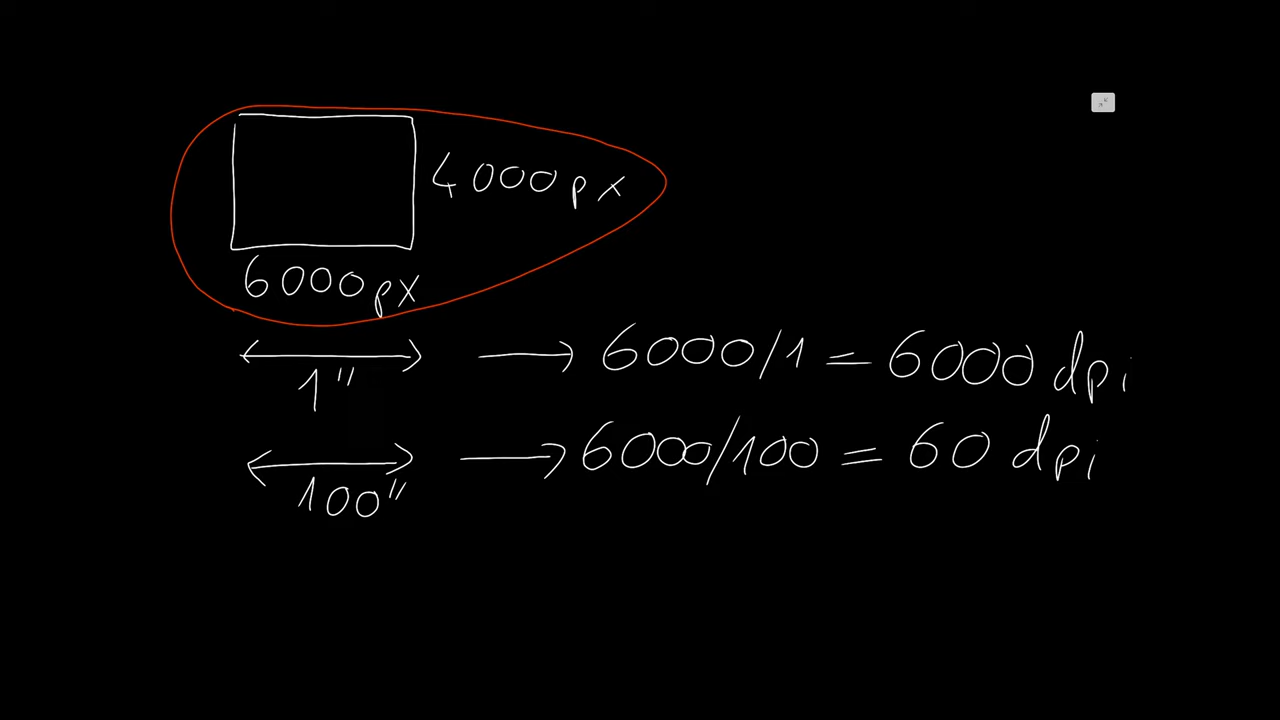 4000px
6000px
1" → 6000/1 = 6000 dpi
100" → 6000/100 = 60 dpi